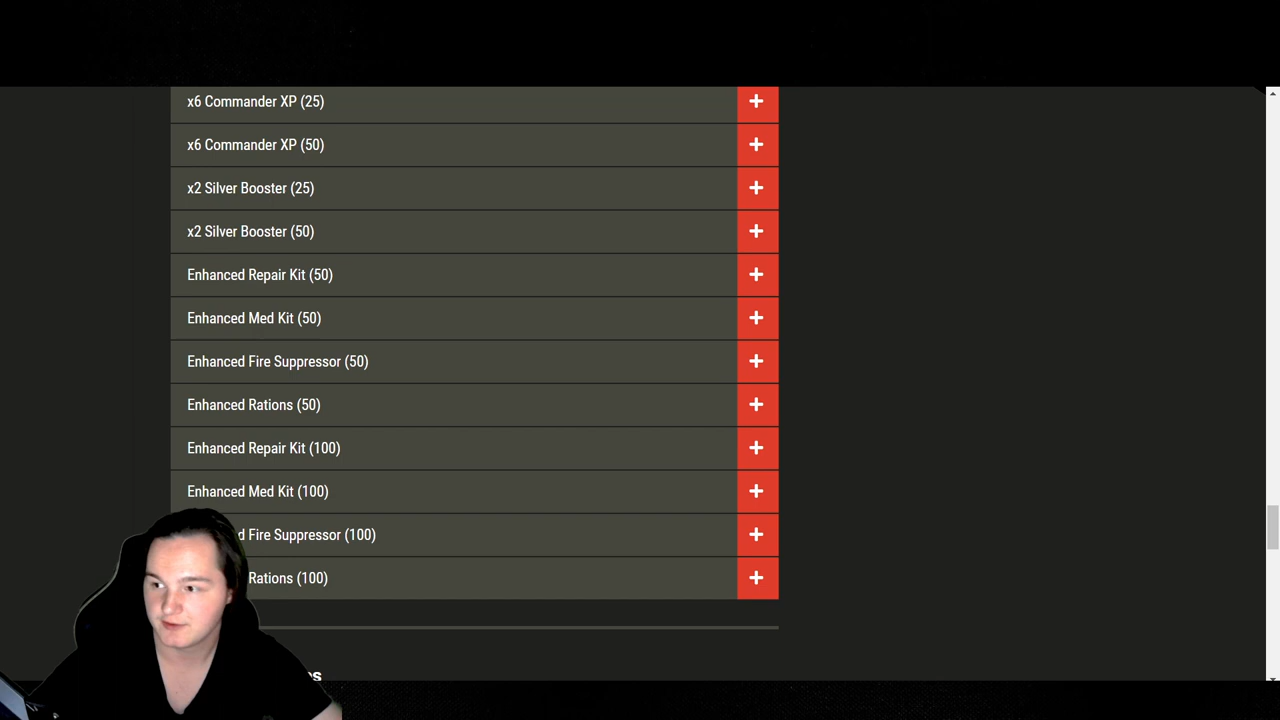 x6 Commander XP (25)
x6 Commander XP (50)
x2 Silver Booster (25)
x2 Silver Booster (50)
Enhanced Repair Kit (50)
Enhanced Med Kit (50)
Enhanced Fire Suppressor (50)
Enhanced Rations (50)
Enhanced Repair Kit (100)
Enhanced Med Kit (100)
Fire Suppressor (100)
Rations (100)